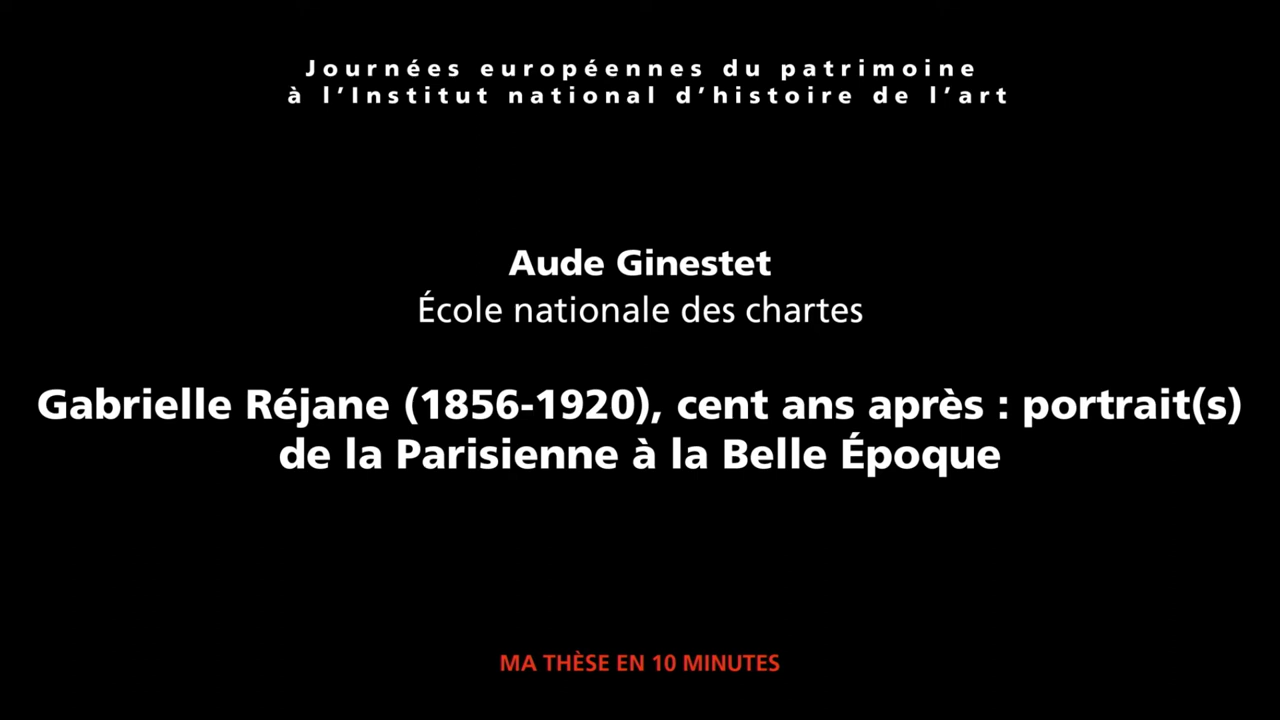 Journées européennes du patrimoine
à l’Institut national d’histoire de l’art
Aude Ginestet
École nationale des chartes
Gabrielle Réjane (1856-1920), cent ans après : portrait(s)
de la Parisienne à la Belle Époque
MA THÈSE EN 10 MINUTES